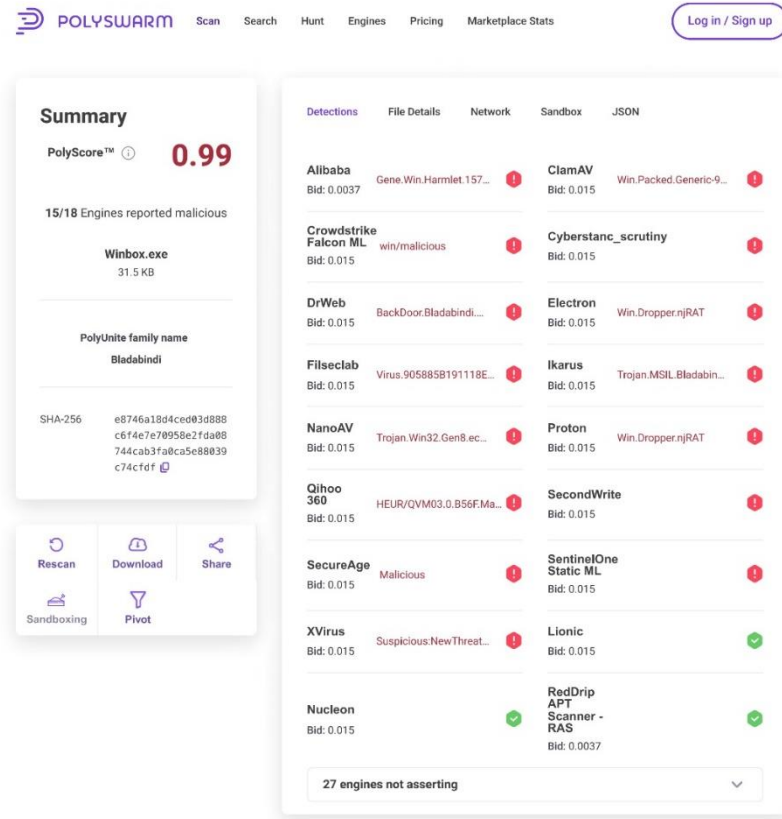 POLYSWARM Scan Search Hunt Engines Pricing Marketplace Stats Log in / Sign up
Summary
PolyScore™ 0.99
15/18 Engines reported malicious
Winbox.exe
31.5 KB
PolyUnite family name
Bladabindi
SHA-256 e8746a18d4ced03d888
c6f4e7e70958e2fda08
744cab3fa0ca5e88039
c74cfdf
Rescan Download Share
Sandboxing Pivot
Detections File Details Network Sandbox JSON
Alibaba
Bid: 0.0037
Gene.Win.Harmlet.157...
ClamAV
Bid: 0.015
Win.Packed.Generic-9...
Crowdstrike
Falcon ML
Bid: 0.015
win/malicious
Cyberstanc_scrutiny
Bid: 0.015
DrWeb
Bid: 0.015
BackDoor.Bladabindi....
Electron
Bid: 0.015
Win.Dropper.njRAT
Filseclab
Bid: 0.015
Virus.905885B191118E...
Ikarus
Bid: 0.015
Trojan.MSIL.Bladabin...
NanoAV
Bid: 0.015
Trojan.Win32.Gen8.ec...
Proton
Bid: 0.015
Win.Dropper.njRAT
Qihoo
360
Bid: 0.015
HEUR/QVM03.0.B56F.Ma...
SecondWrite
Bid: 0.015
SecureAge
Bid: 0.015
Malicious
SentinelOne
Static ML
Bid: 0.015
XVirus
Bid: 0.015
Suspicious:NewThreat...
Lionic
Bid: 0.015
Nucleon
Bid: 0.015
RedDrip
APT
Scanner -
RAS
Bid: 0.0037
27 engines not asserting